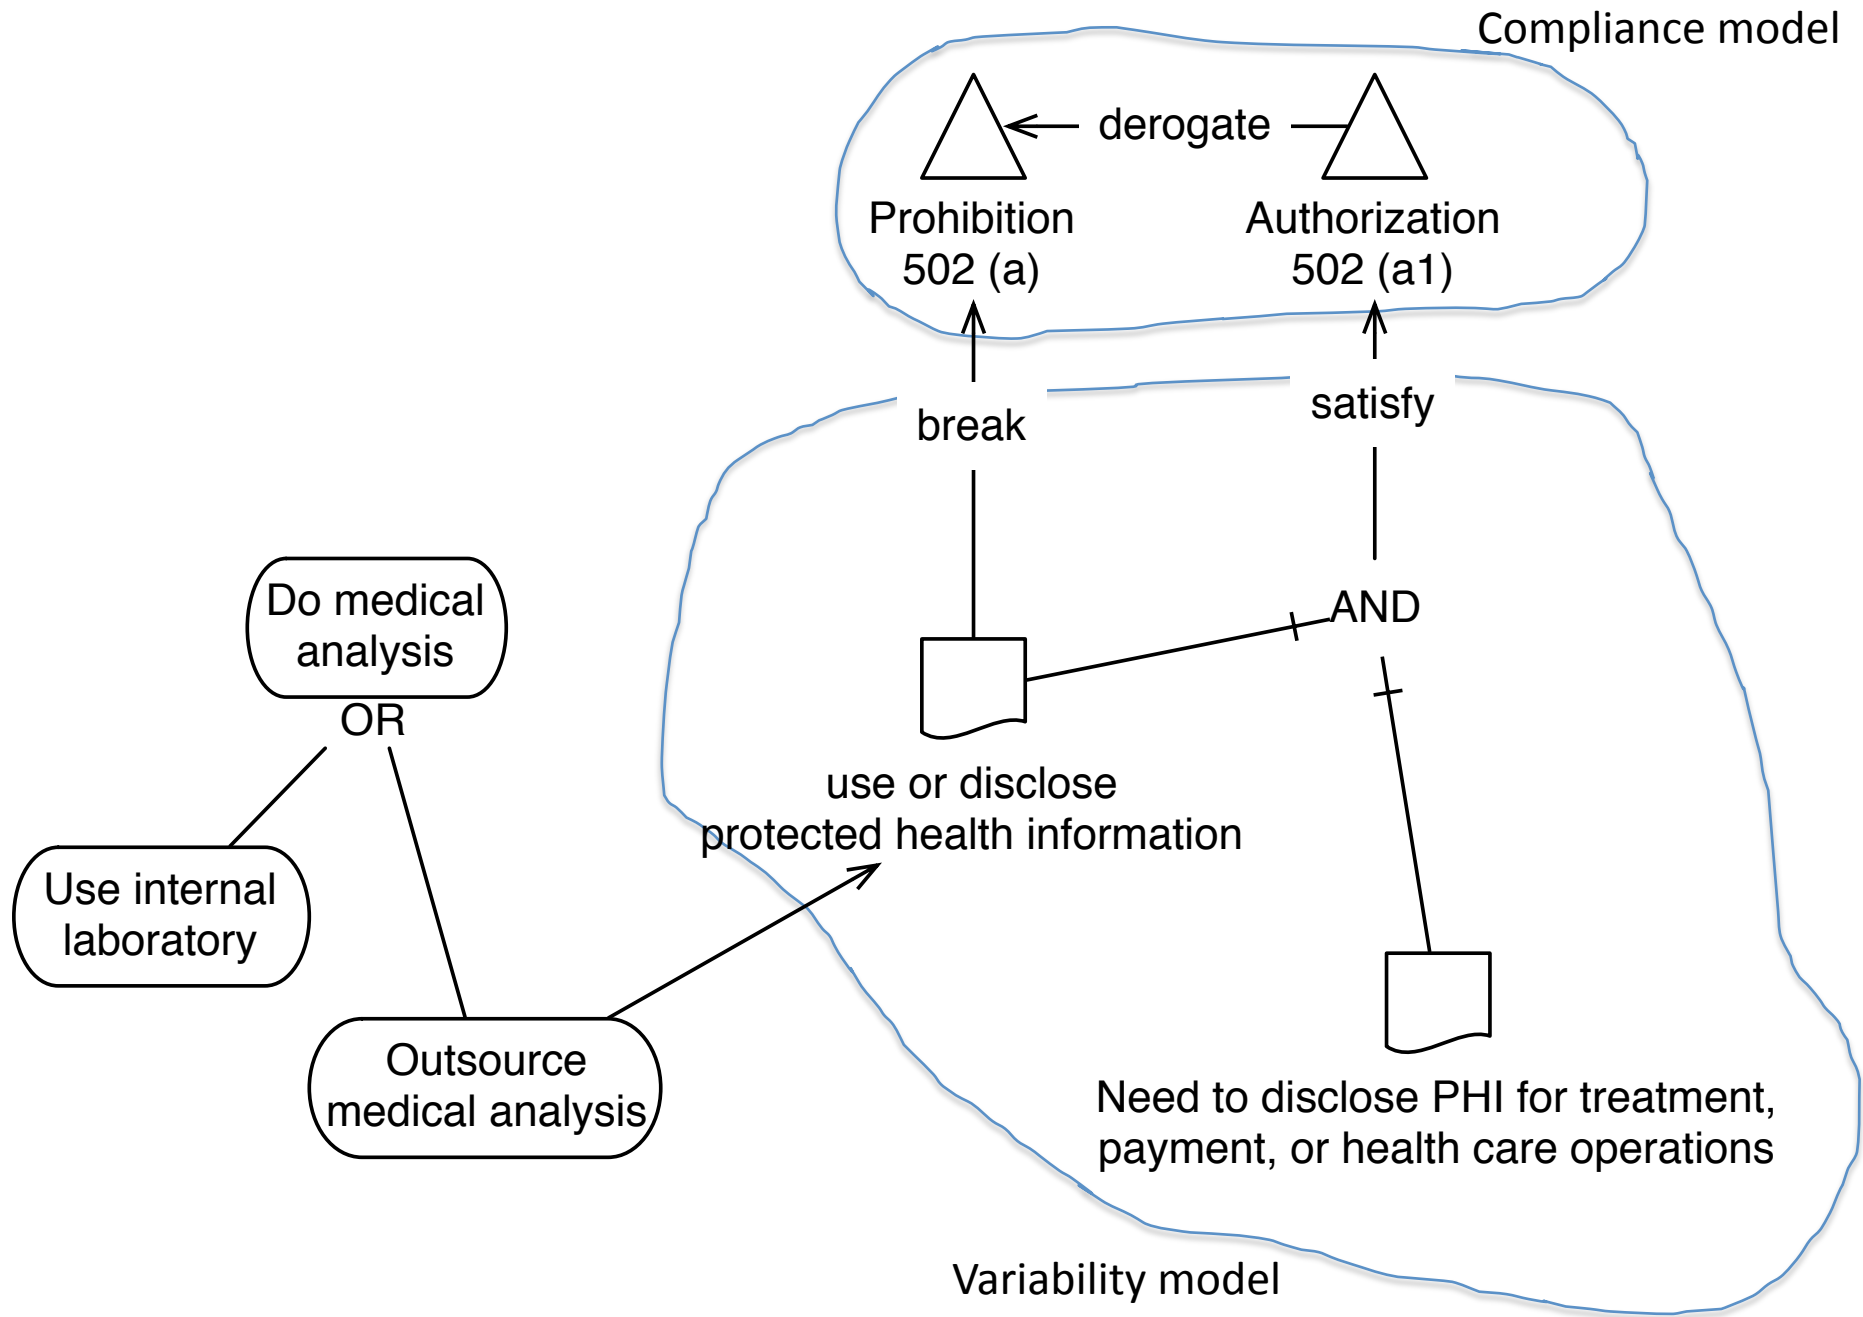 Compliance model
derogate
Prohibition
502 (a)
Authorization
502 (a1)
break
satisfy
AND
Do medical
analysis
OR
use or disclose
protected health information
Use internal
laboratory
Outsource
medical analysis
Need to disclose PHI for treatment,
payment, or health care operations
Variability model